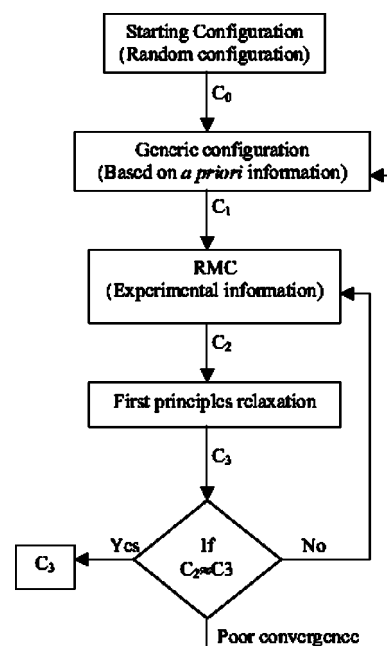 Starting Configuration
(Random configuration)
C₀
Generic configuration
(Based on a priori information)
C₁
RMC
(Experimental information)
C₂
First principles relaxation
C₃
Yes
If
C₂≈C3
No
C₃
Poor convergence